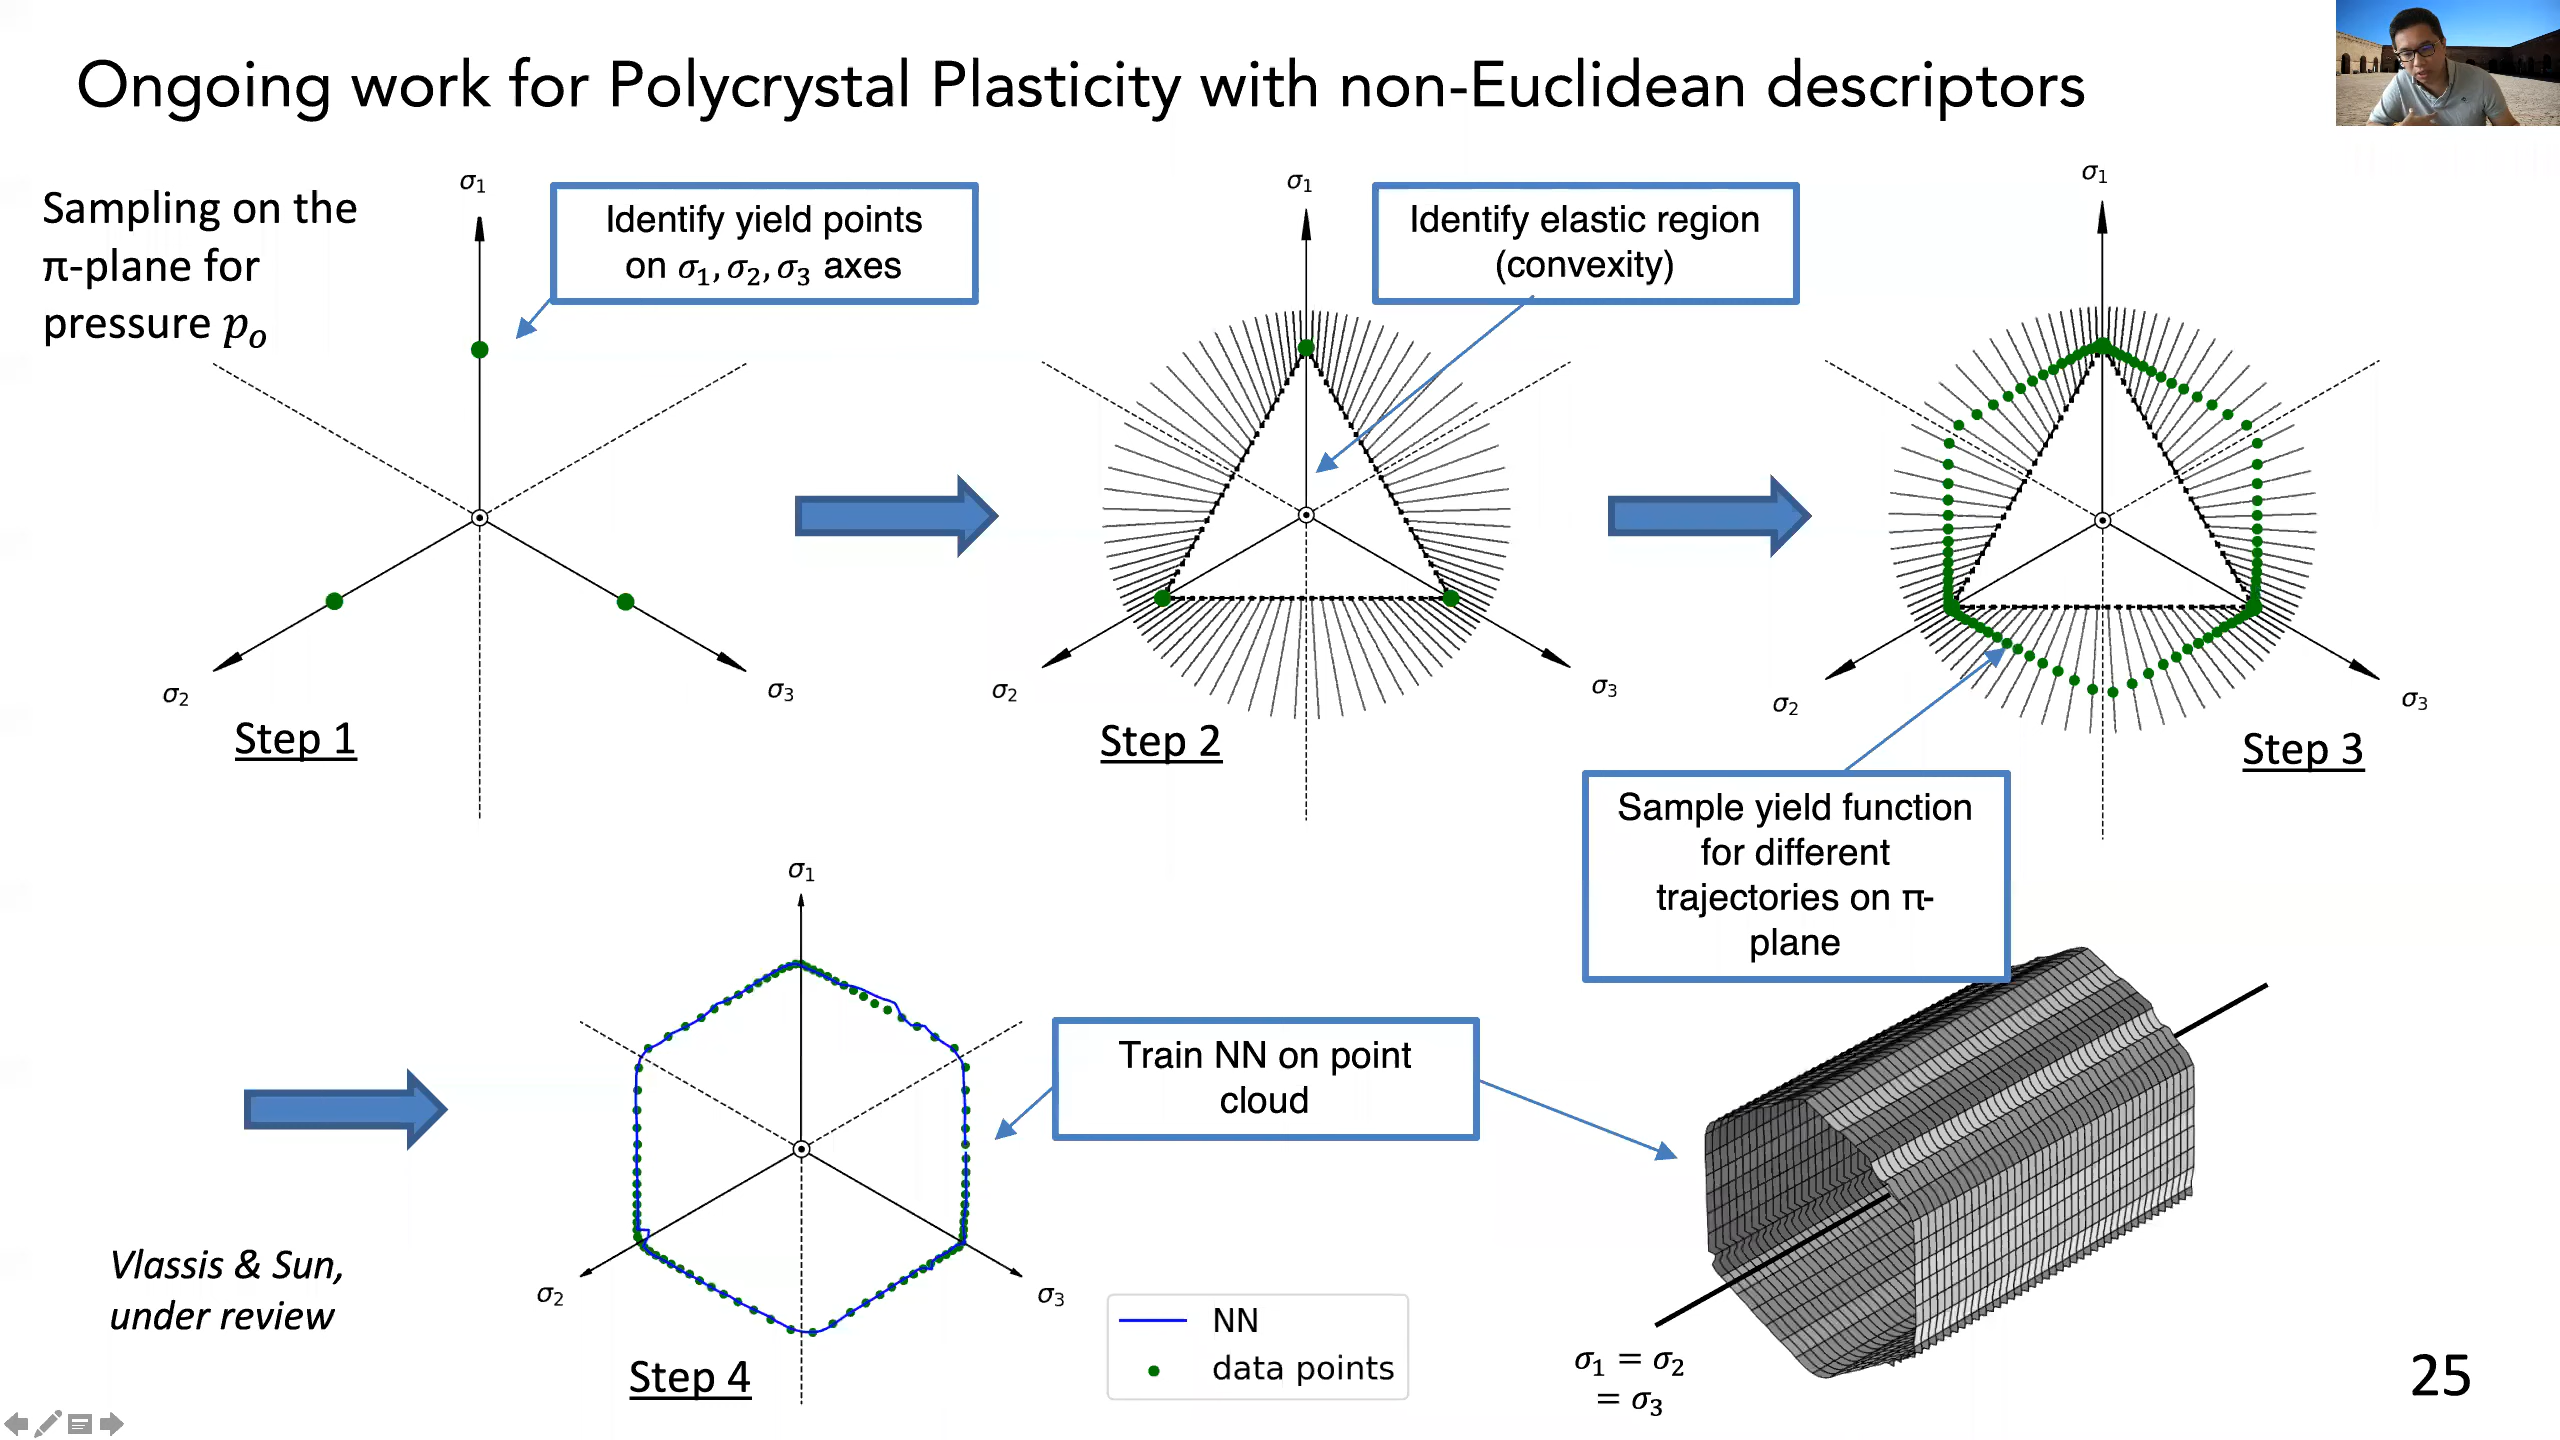 Ongoing work for Polycrystal Plasticity with non-Euclidean descriptors
Sampling on the
π-plane for
pressure pₒ
σ₁
Identify yield points
on σ₁, σ₂, σ₃ axes
σ₂
σ₃
Step 1
σ₁
Identify elastic region
(convexity)
σ₂
σ₃
Step 2
σ₁
σ₂
σ₃
Step 3
Sample yield function
for different
trajectories on π-
plane
σ₁
σ₂
σ₃
Step 4
Train NN on point
cloud
NN
data points
Vlassis & Sun,
under review
σ₁ = σ₂
= σ₃
25